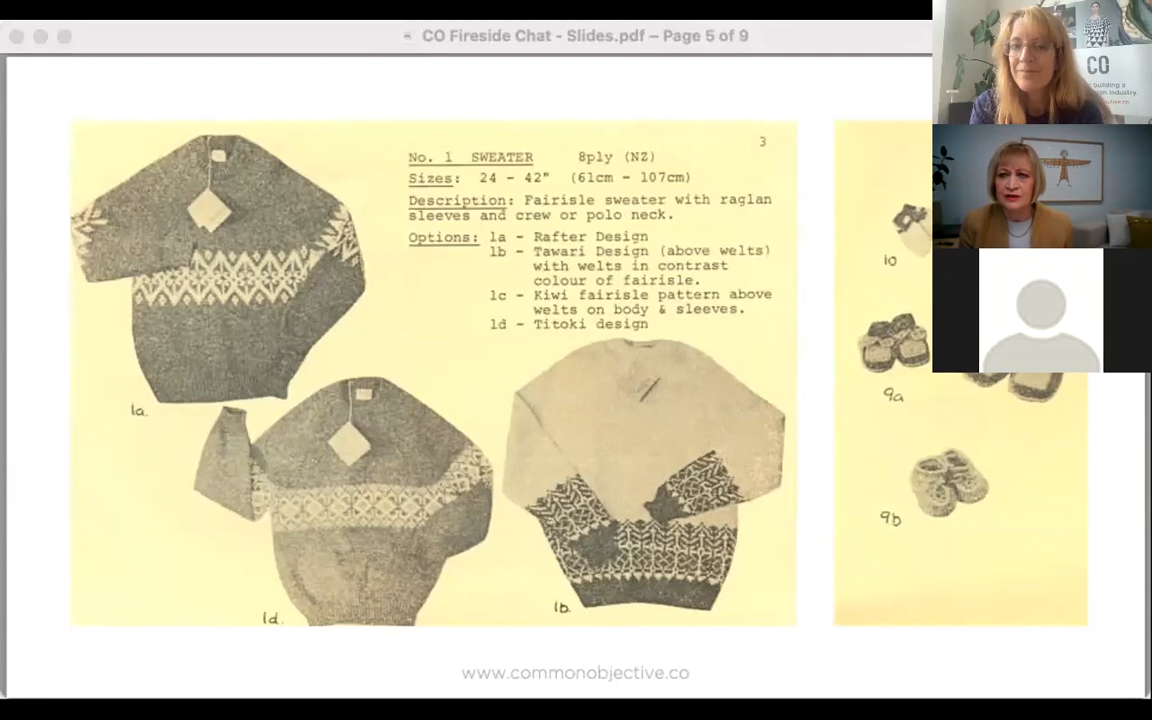 CO Fireside Chat - Slides.pdf – Page 5 of 9
CO
building a
industry.
3
No. 1 SWEATER 8ply (NZ)
Sizes: 24 - 42" (61cm - 107cm)
Description: Fairisle sweater with raglan
sleeves and crew or polo neck.
Options: 1a - Rafter Design
1b - Tawari Design (above welts)
with welts in contrast
colour of fairisle.
1c - Kiwi fairisle pattern above
welts on body & sleeves.
1d - Titoki design
1a.
1d.
1b.
10
9a
9b
www.commonobjective.co